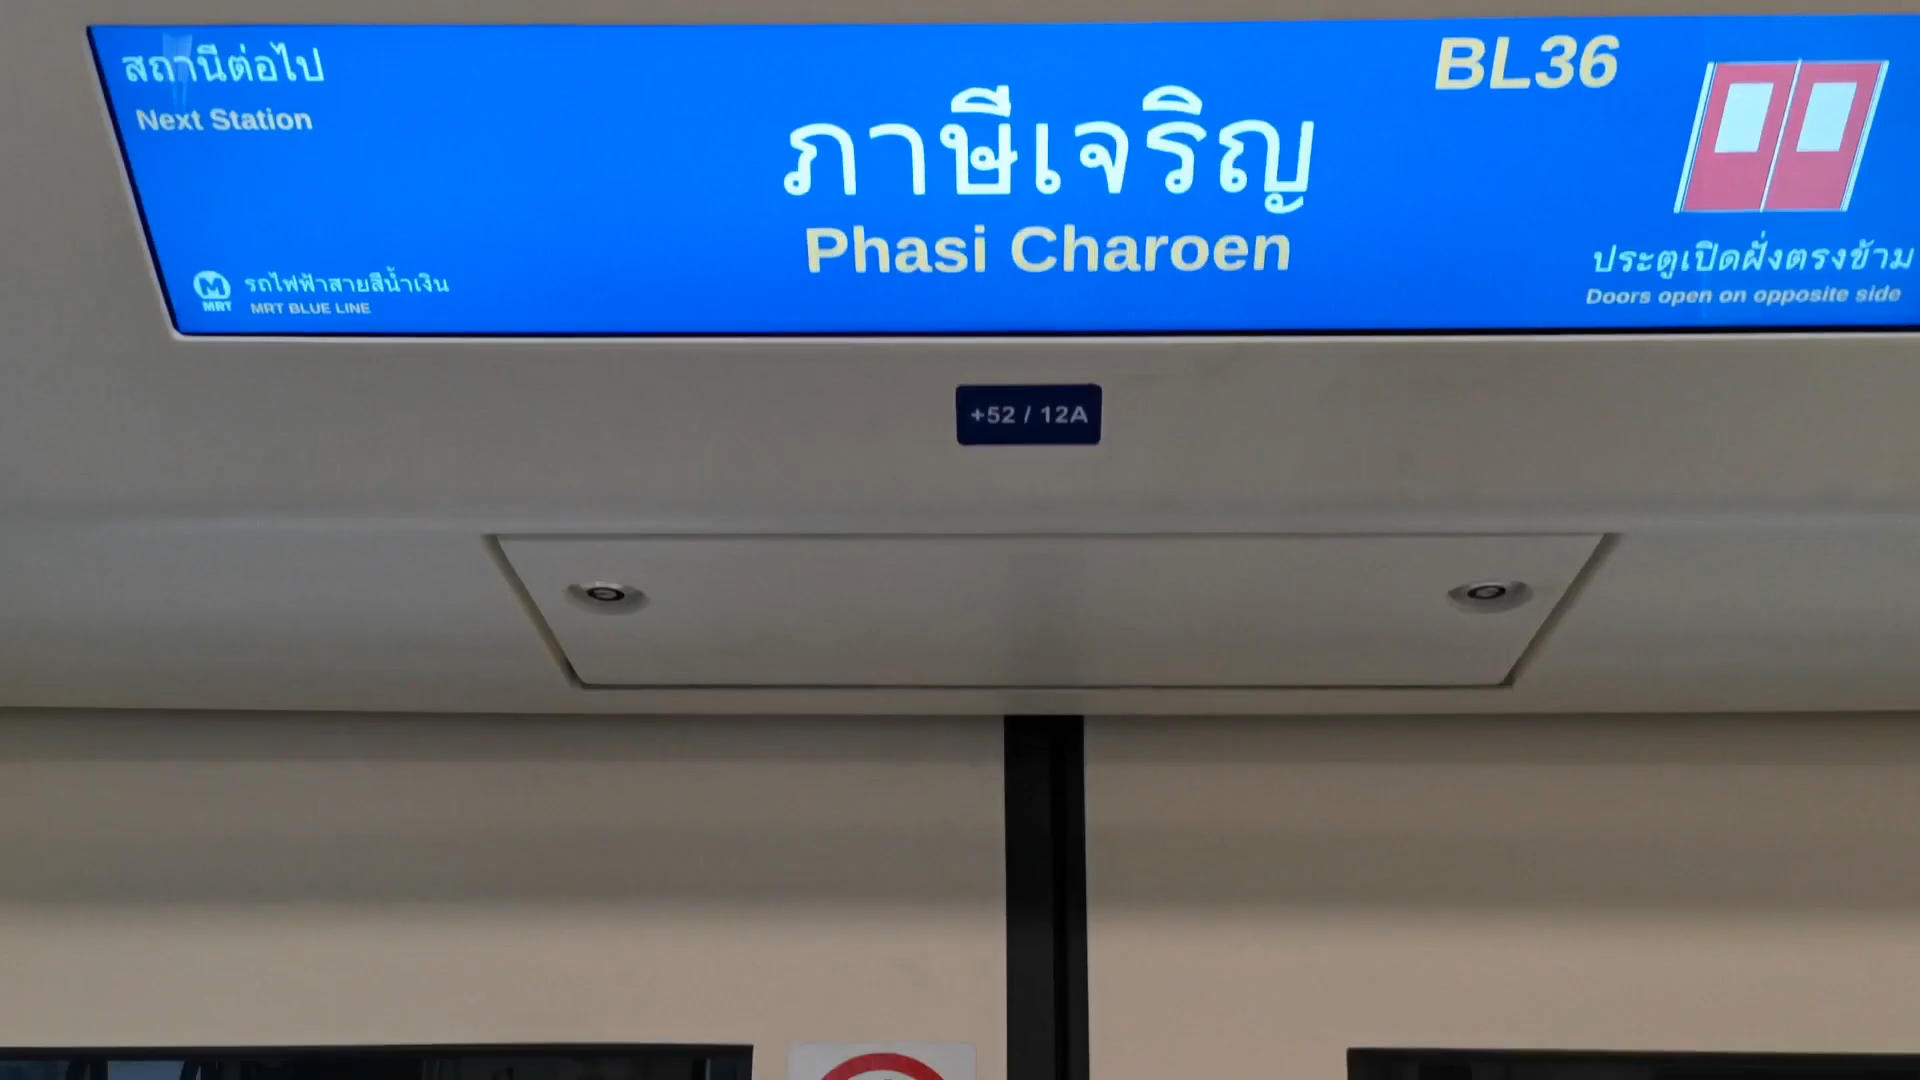 สถานีต่อไป
Next Station
BL36
ภาษีเจริญ
Phasi Charoen
ประตูเปิดฝั่งตรงข้าม
Doors open on opposite side
MRT
รถไฟฟ้าสายสีน้ำเงิน
MRT BLUE LINE
+52 / 12A